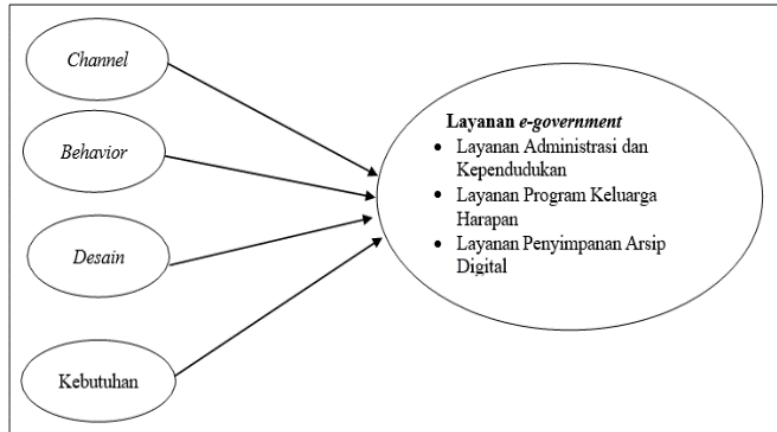 Channel
Behavior
Desain
Kebutuhan
Layanan e-government
• Layanan Administrasi dan
Kependudukan
• Layanan Program Keluarga
Harapan
• Layanan Penyimpanan Arsip
Digital